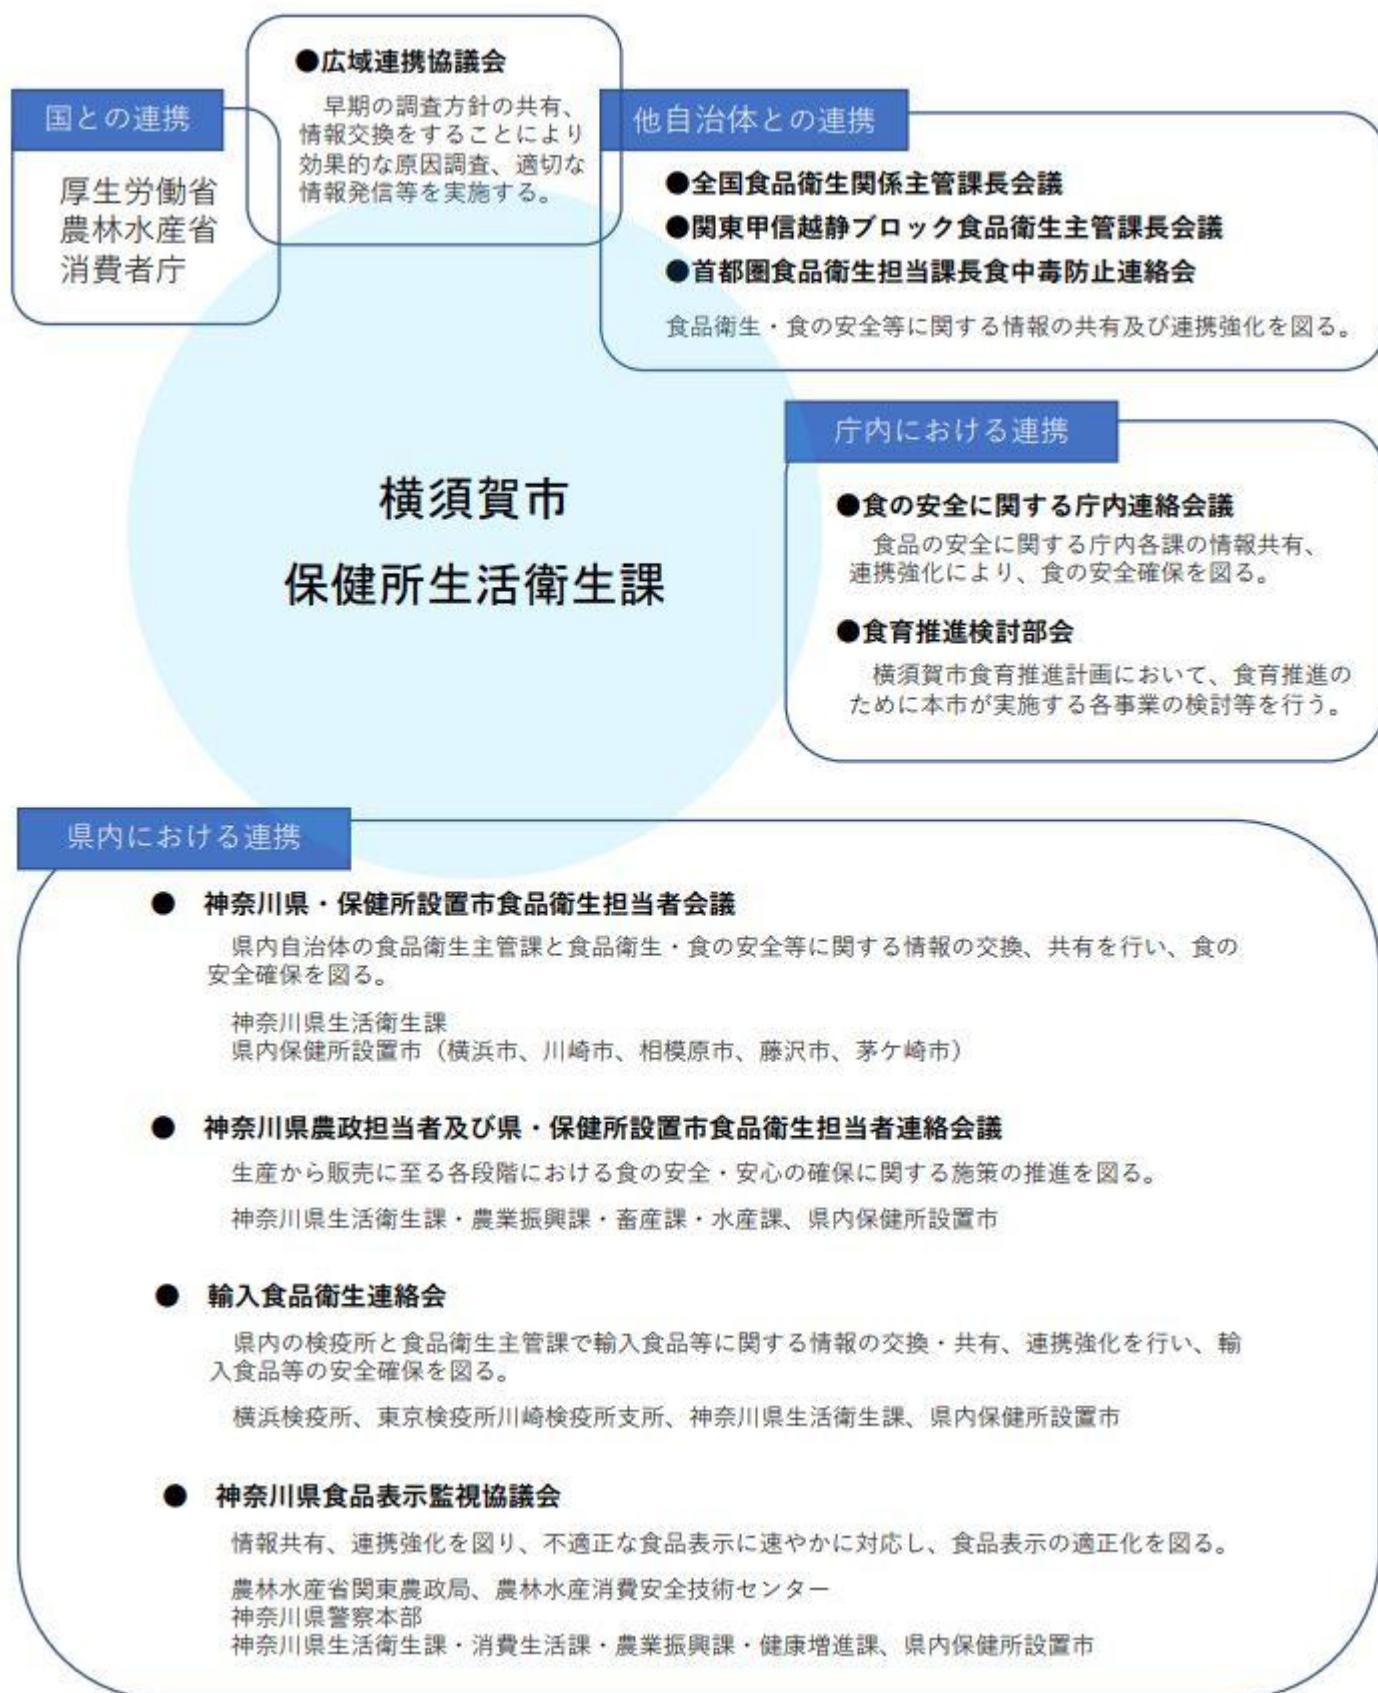 ●広域連携協議会
早期の調査方針の共有、
情報交換をすることにより
効果的な原因調査、適切な
情報発信等を実施する。
国との連携
厚生労働省
農林水産省
消費者庁
他自治体との連携
●全国食品衛生関係主管課長会議
●関東甲信越静ブロック食品衛生主管課長会議
●首都圏食品衛生担当課長食中毒防止連絡会
食品衛生・食の安全等に関する情報の共有及び連携強化を図る。
庁内における連携
●食の安全に関する庁内連絡会議
食品の安全に関する庁内各課の情報共有、
連携強化により、食の安全確保を図る。
●食育推進検討部会
横須賀市食育推進計画において、食育推進の
ために本市が実施する各事業の検討等を行う。
横須賀市
保健所生活衛生課
県内における連携
● 神奈川県・保健所設置市食品衛生担当者会議
県内自治体の食品衛生主管課と食品衛生・食の安全等に関する情報の交換、共有を行い、食の
安全確保を図る。
神奈川県生活衛生課
県内保健所設置市（横浜市、川崎市、相模原市、藤沢市、茅ケ崎市）
● 神奈川県農政担当者及び県・保健所設置市食品衛生担当者連絡会議
生産から販売に至る各段階における食の安全・安心の確保に関する施策の推進を図る。
神奈川県生活衛生課・農業振興課・畜産課・水産課、県内保健所設置市
● 輸入食品衛生連絡会
県内の検疫所と食品衛生主管課で輸入食品等に関する情報の交換・共有、連携強化を行い、輸
入食品等の安全確保を図る。
横浜検疫所、東京検疫所川崎検疫所支所、神奈川県生活衛生課、県内保健所設置市
● 神奈川県食品表示監視協議会
情報共有、連携強化を図り、不適正な食品表示に速やかに対応し、食品表示の適正化を図る。
農林水産省関東農政局、農林水産消費安全技術センター
神奈川県警察本部
神奈川県生活衛生課・消費生活課・農業振興課・健康増進課、県内保健所設置市